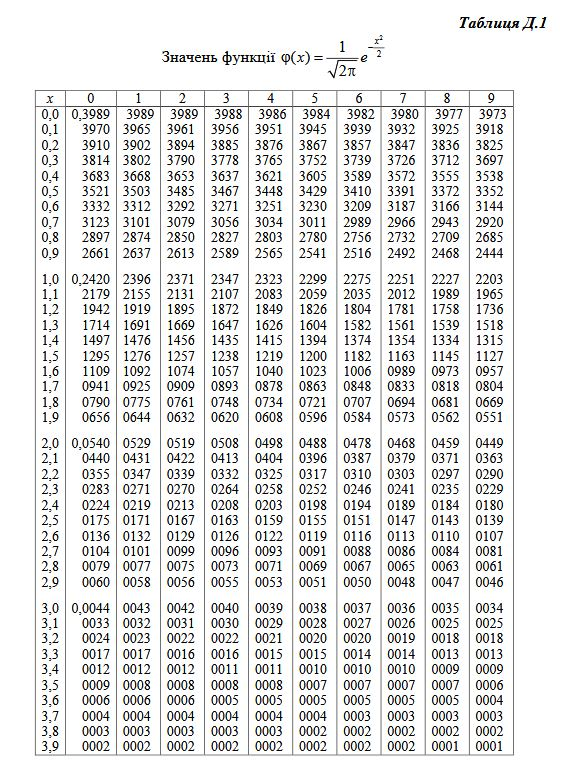 Таблиця Д.1
Значень функції φ(x) = 1/√2π e^(-x²/2)
x 0 1 2 3 4 5 6 7 8 9
0,0 0,3989 3989 3989 3988 3986 3984 3982 3980 3977 3973
0,1 3970 3965 3961 3956 3951 3945 3939 3932 3925 3918
0,2 3910 3902 3894 3885 3876 3867 3857 3847 3836 3825
0,3 3814 3802 3790 3778 3765 3752 3739 3726 3712 3697
0,4 3683 3668 3653 3637 3621 3605 3589 3572 3555 3538
0,5 3521 3503 3485 3467 3448 3429 3410 3391 3372 3352
0,6 3332 3312 3292 3271 3251 3230 3209 3187 3166 3144
0,7 3123 3101 3079 3056 3034 3011 2989 2966 2943 2920
0,8 2897 2874 2850 2827 2803 2780 2756 2732 2709 2685
0,9 2661 2637 2613 2589 2565 2541 2516 2492 2468 2444
1,0 0,2420 2396 2371 2347 2323 2299 2275 2251 2227 2203
1,1 2179 2155 2131 2107 2083 2059 2035 2012 1989 1965
1,2 1942 1919 1895 1872 1849 1826 1804 1781 1758 1736
1,3 1714 1691 1669 1647 1626 1604 1582 1561 1539 1518
1,4 1497 1476 1456 1435 1415 1394 1374 1354 1334 1315
1,5 1295 1276 1257 1238 1219 1200 1182 1163 1145 1127
1,6 1109 1092 1074 1057 1040 1023 1006 0989 0973 0957
1,7 0941 0925 0909 0893 0878 0863 0848 0833 0818 0804
1,8 0790 0775 0761 0748 0734 0721 0707 0694 0681 0669
1,9 0656 0644 0632 0620 0608 0596 0584 0573 0562 0551
2,0 0,0540 0529 0519 0508 0498 0488 0478 0468 0459 0449
2,1 0440 0431 0422 0413 0404 0396 0387 0379 0371 0363
2,2 0355 0347 0339 0332 0325 0317 0310 0303 0297 0290
2,3 0283 0271 0270 0264 0258 0252 0246 0241 0235 0229
2,4 0224 0219 0213 0208 0203 0198 0194 0189 0184 0180
2,5 0175 0171 0167 0163 0159 0155 0151 0147 0143 0139
2,6 0136 0132 0129 0126 0122 0119 0116 0113 0110 0107
2,7 0104 0101 0099 0096 0093 0091 0088 0086 0084 0081
2,8 0079 0077 0075 0073 0071 0069 0067 0065 0063 0061
2,9 0060 0058 0056 0055 0053 0051 0050 0048 0047 0046
3,0 0,0044 0043 0042 0040 0039 0038 0037 0036 0035 0034
3,1 0033 0032 0031 0030 0029 0028 0027 0026 0025 0025
3,2 0024 0023 0022 0022 0021 0020 0020 0019 0018 0018
3,3 0017 0017 0016 0016 0015 0015 0014 0014 0013 0013
3,4 0012 0012 0012 0011 0011 0010 0010 0010 0009 0009
3,5 0009 0008 0008 0008 0008 0007 0007 0007 0007 0006
3,6 0006 0006 0006 0005 0005 0005 0005 0005 0005 0004
3,7 0004 0004 0004 0004 0004 0004 0003 0003 0003 0003
3,8 0003 0003 0003 0003 0003 0002 0002 0002 0002 0002
3,9 0002 0002 0002 0002 0002 0002 0002 0002 0001 0001